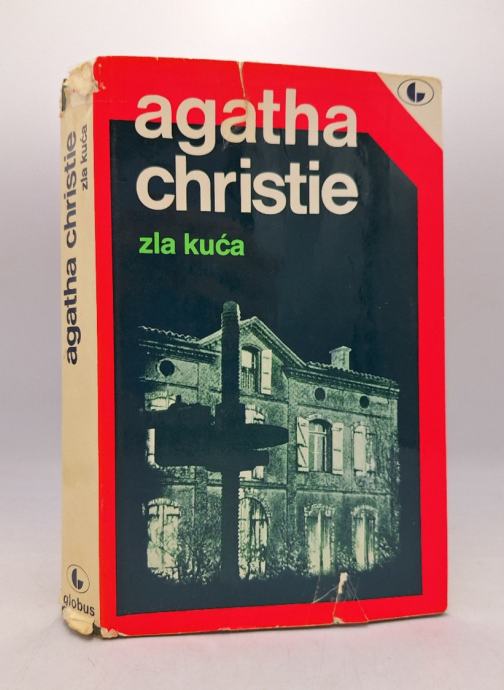 agatha
christie
zla kuća
agatha christie
zla kuća
globus